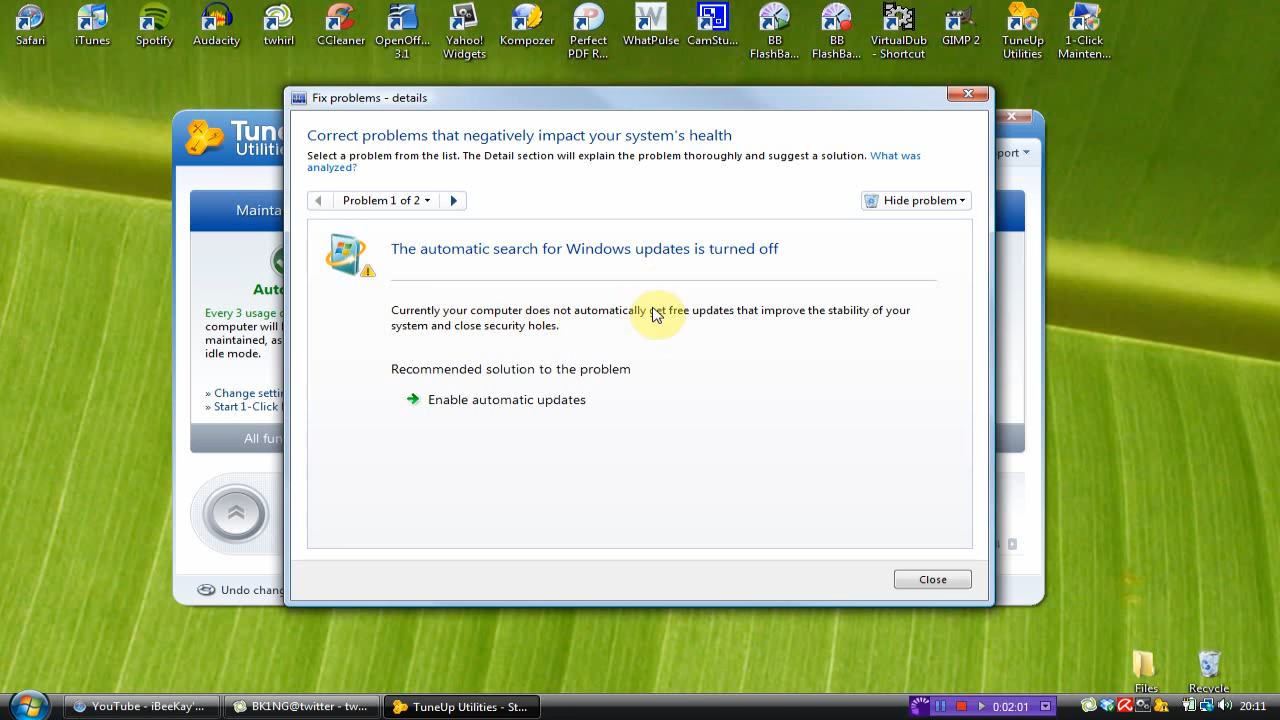 Safari
iTunes
Spotify
Audacity
twhirl
CCleaner
OpenOff... 3.1
Yahoo! Widgets
Kompozer
Perfect PDF R...
WhatPulse
CamStu...
BB FlashBa...
BB FlashBa...
VirtualDub - Shortcut
GIMP 2
TuneUp Utilities
1-Click Mainten...
Fix problems - details
Correct problems that negatively impact your system's health
Select a problem from the list. The Detail section will explain the problem thoroughly and suggest a solution. What was
analyzed?
Problem 1 of 2
Hide problem
The automatic search for Windows updates is turned off
Currently your computer does not automatically get free updates that improve the stability of your
system and close security holes.
Recommended solution to the problem
Enable automatic updates
Close
Tune
Utiliti
port
Mainta
Auto
Every 3 usage
computer will
maintained, as
idle mode.
» Change setti
» Start 1-Click
All fun
Undo chang
Files
Recycle
YouTube - iBeeKay'...
BK1NG@twitter - tw...
TuneUp Utilities - St...
0:02:01
20:11